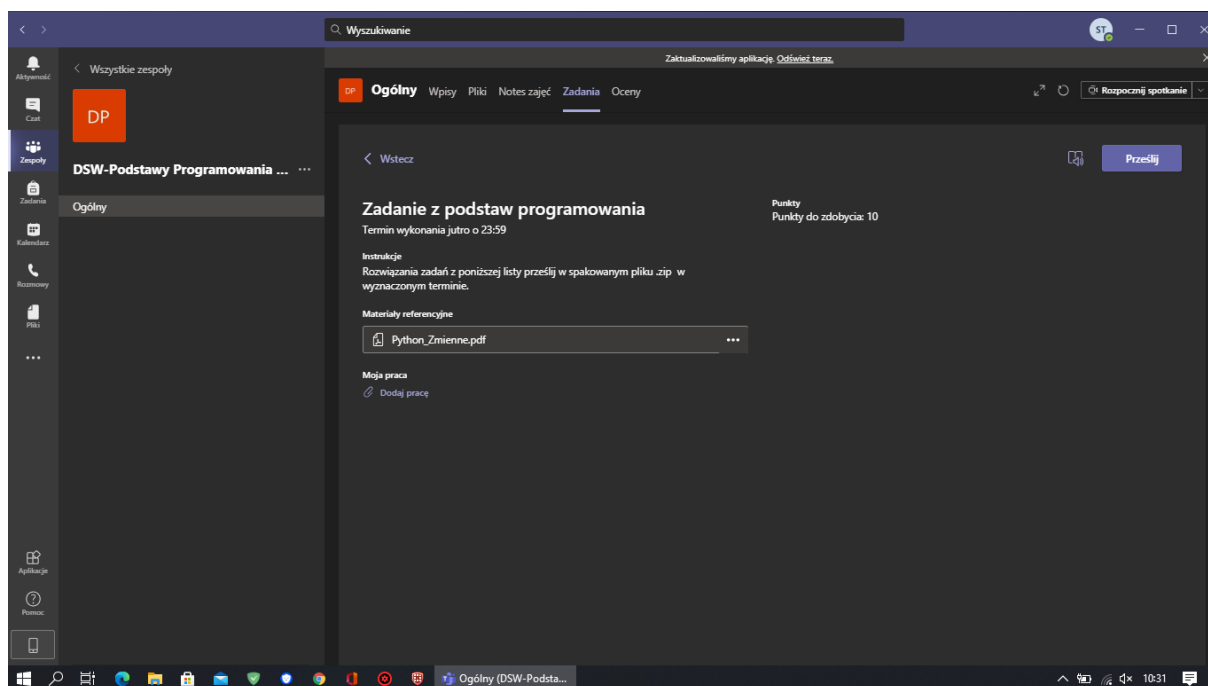 Wyszukiwanie
ST
Zaktualizowaliśmy aplikację. Odśwież teraz.
Aktywność
Czat
Zespoły
Zadania
Kalendarz
Rozmowy
Pliki
Aplikacje
Pomoc
Wszystkie zespoły
DP
DSW-Podstawy Programowania ...
Ogólny
DP Ogólny Wpisy Pliki Notes zajęć Zadania Oceny Rozpocznij spotkanie
Wstecz
Prześlij
Zadanie z podstaw programowania
Termin wykonania jutro o 23:59
Instrukcje
Rozwiązania zadań z poniższej listy prześlij w spakowanym pliku .zip w
wyznaczonym terminie.
Materiały referencyjne
Python_Zmienne.pdf
Moja praca
Dodaj pracę
Punkty
Punkty do zdobycia: 10
Ogólny (DSW-Podsta...
10:31